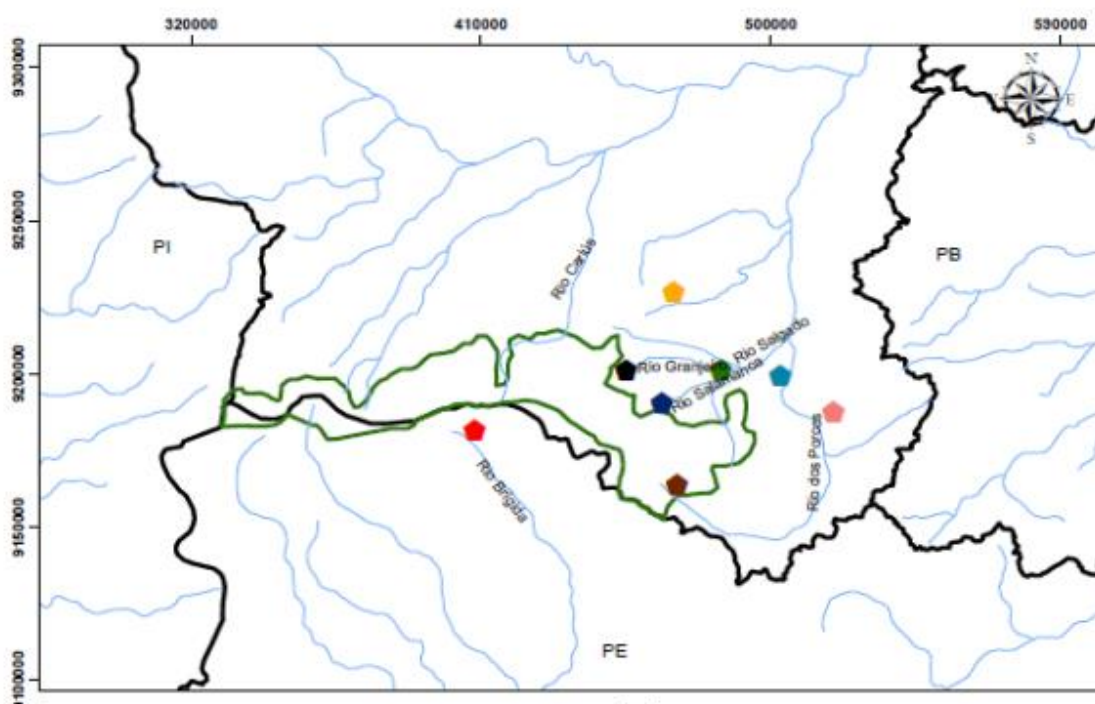 320000
410000
500000
590000
9300000
N
E
S
9250000
PI
PB
Rio Cariús
Rio Salgado
Rio Granjeiro
Rio Salamanca
9200000
Rio dos Porcos
Rio Brígida
9150000
PE
9100000